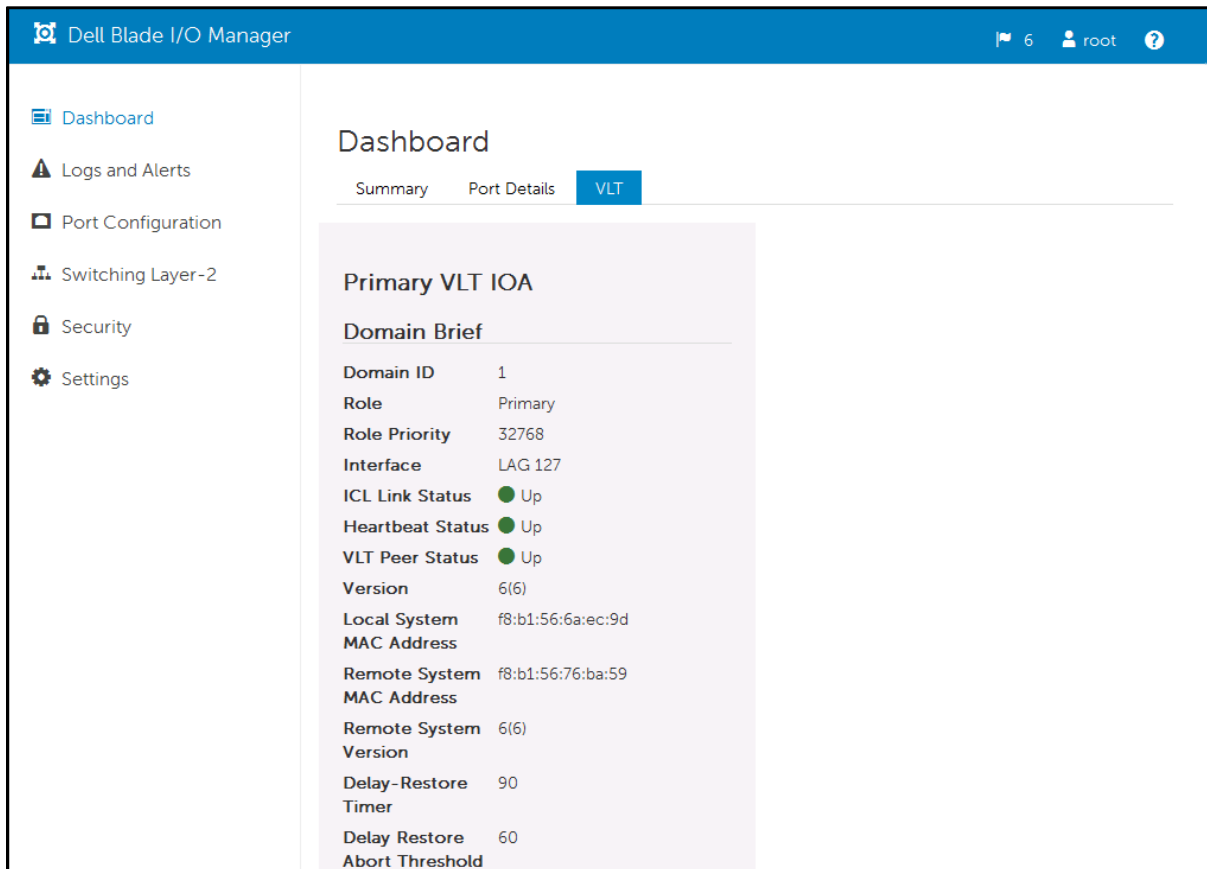 Dell Blade I/O Manager
6 root ?
Dashboard
Logs and Alerts
Port Configuration
Switching Layer-2
Security
Settings
Dashboard
Summary Port Details VLT
Primary VLT IOA
Domain Brief
Domain ID 1
Role Primary
Role Priority 32768
Interface LAG 127
ICL Link Status Up
Heartbeat Status Up
VLT Peer Status Up
Version 6(6)
Local System f8:b1:56:6a:ec:9d
MAC Address
Remote System f8:b1:56:76:ba:59
MAC Address
Remote System 6(6)
Version
Delay-Restore 90
Timer
Delay Restore 60
Abort Threshold